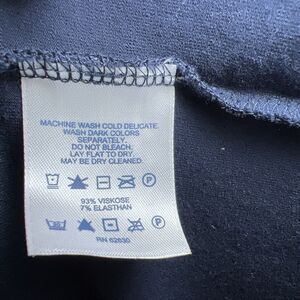 MACHINE WASH COLD DELICATE
WASH DARK COLORS
SEPARATELY.
DO NOT BLEACH.
LAY FLAT TO DRY
MAY BE DRY CLEANED.
P
93% VISKOSE
7% ELASTHAN
P
RN 62630